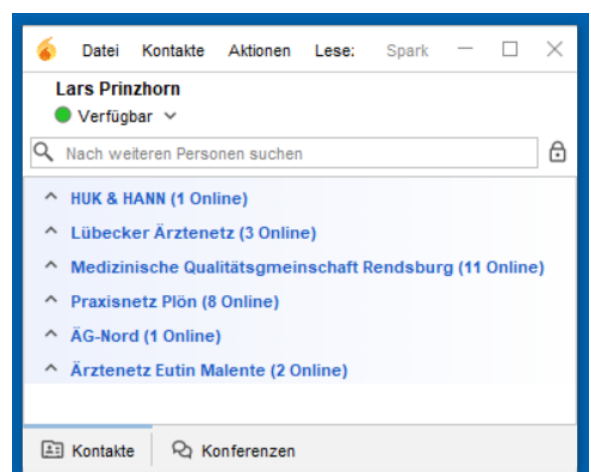 Datei Kontakte Aktionen Lese: Spark
Lars Prinzhorn
Verfügbar
Nach weiteren Personen suchen
HUK & HANN (1 Online)
Lübecker Ärztenetz (3 Online)
Medizinische Qualitätsgmeinschaft Rendsburg (11 Online)
Praxisnetz Plön (8 Online)
ÄG-Nord (1 Online)
Ärztenetz Eutin Malente (2 Online)
Kontakte Konferenzen